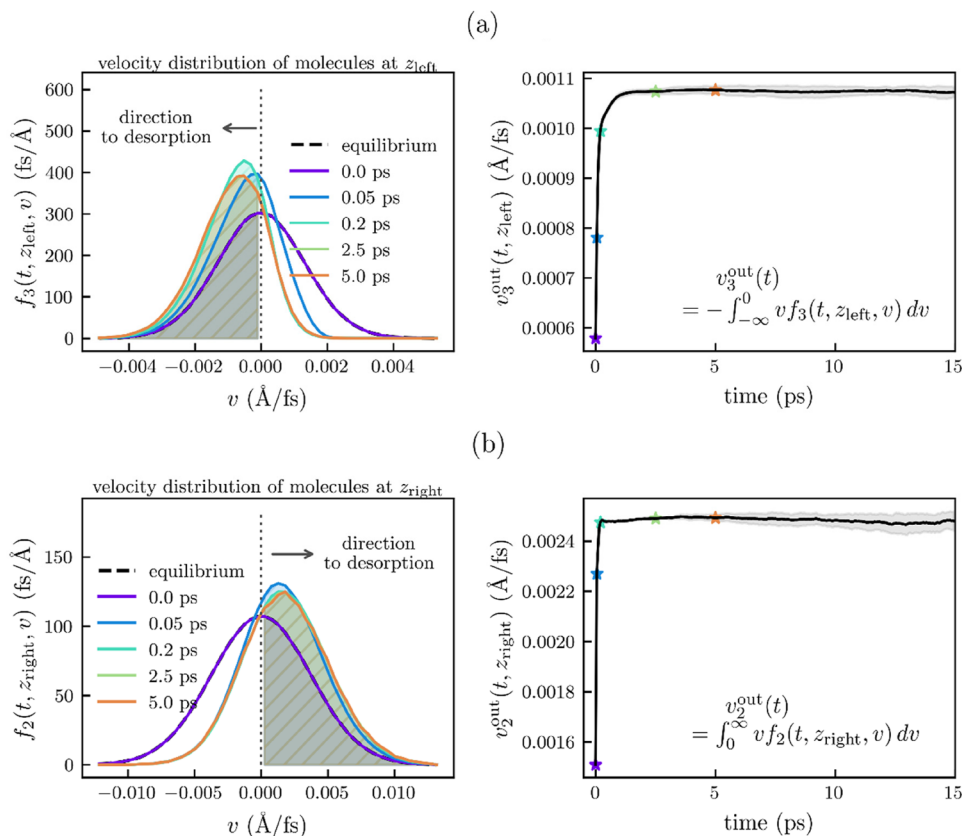 (a)
velocity distribution of molecules at z_left
f_3(t, z_left, v) (fs/Å)
600
500
400
300
200
100
0
direction
to desorption
equilibrium
0.0 ps
0.05 ps
0.2 ps
2.5 ps
5.0 ps
−0.004
−0.002
0.000
0.002
0.004
v (Å/fs)
v_3^out(t, z_left) (Å/fs)
0.0011
0.0010
0.0009
0.0008
0.0007
0.0006
v_3^out(t)
= −∫_{−∞}^0 v f_3(t, z_left, v) dv
0
5
10
15
time (ps)
(b)
velocity distribution of molecules at z_right
f_2(t, z_right, v) (fs/Å)
150
100
50
0
direction
to desorption
equilibrium
0.0 ps
0.05 ps
0.2 ps
2.5 ps
5.0 ps
−0.010
−0.005
0.000
0.005
0.010
v (Å/fs)
v_2^out(t, z_right) (Å/fs)
0.0024
0.0022
0.0020
0.0018
0.0016
v_2^out(t)
= ∫_0^∞ v f_2(t, z_right, v) dv
0
5
10
15
time (ps)